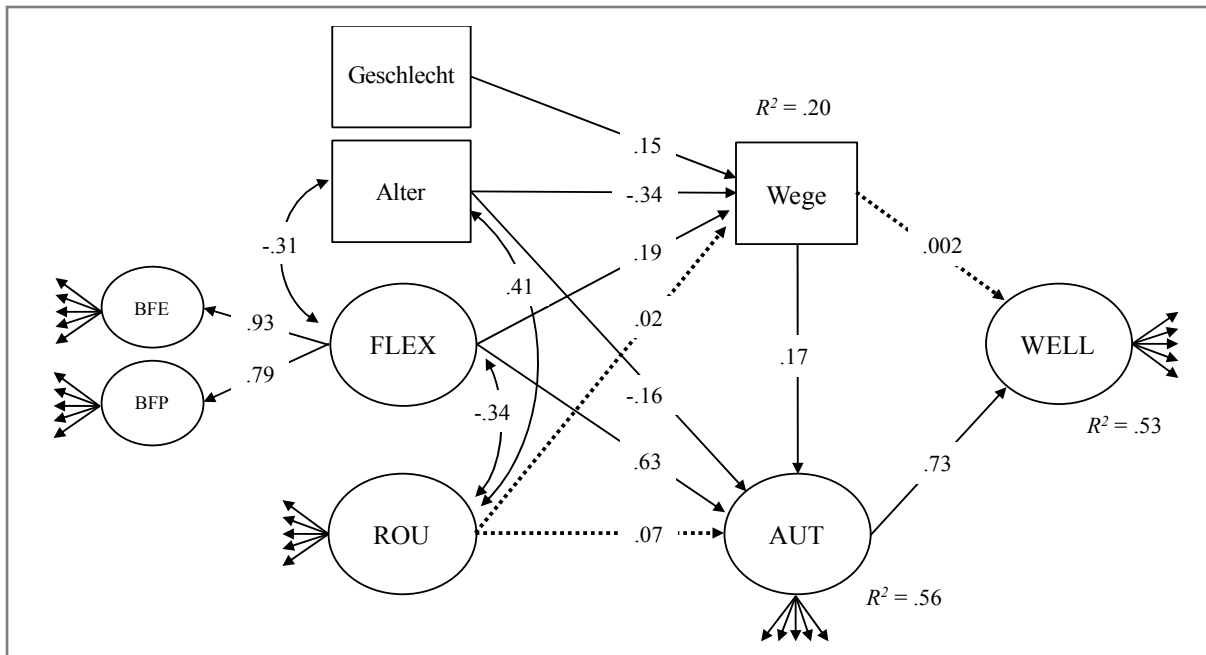 Geschlecht
R² = .20
.15
Alter
-.34
Wege
-.31
.19
.002
.41
BFE
.93
.02
FLEX
WELL
.79
.17
BFP
-.16
-.34
R² = .53
.63
.73
ROU
.07
AUT
R² = .56